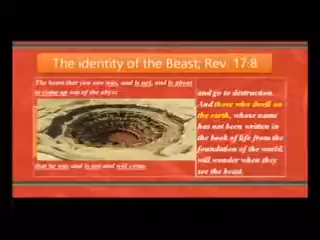 The identity of the Beast; Rev. 17:8
The beast that you saw was, and is not, and is about
to come up out of the abyss
that he was and is not and will come.
and go to destruction.
And those who dwell on
the earth, whose name
has not been written in
the book of life from the
foundation of the world,
will wonder when they
see the beast.